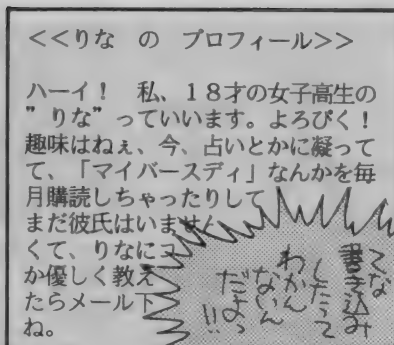 <<りな の プロフィール>>
ハーイ! 私、18才の女子高生の
”りな”っていいます。よろぴく!
趣味はねぇ、今、占いとかに凝って
て、「マイバースディ」なんかを毎
月購読しちゃったりして
まだ彼氏はいません
くて、りなにコ
か優しく教え
たらメール下
ね。
てな
書き込み
したって
わかん
ないん
だよっ
!!